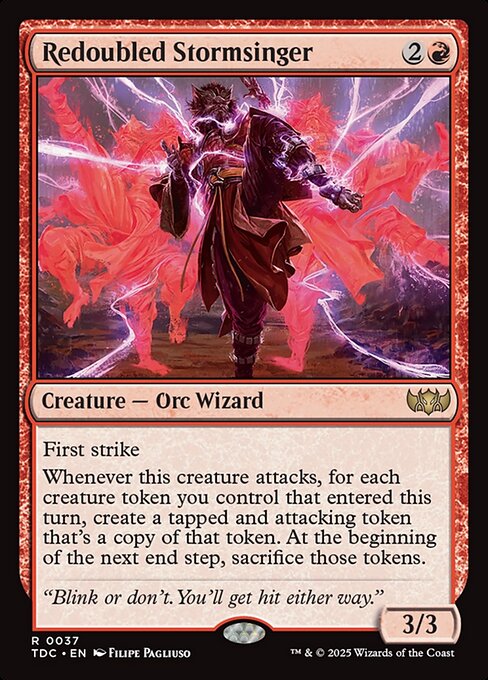 Redoubled Stormsinger 2
Creature — Orc Wizard
First strike
Whenever this creature attacks, for each
creature token you control that entered this
turn, create a tapped and attacking token
that's a copy of that token. At the beginning
of the next end step, sacrifice those tokens.
“Blink or don't. You'll get hit either way.”
3/3
R 0037
TDC • EN Filipe Pagliuso
™ & © 2025 Wizards of the Coast